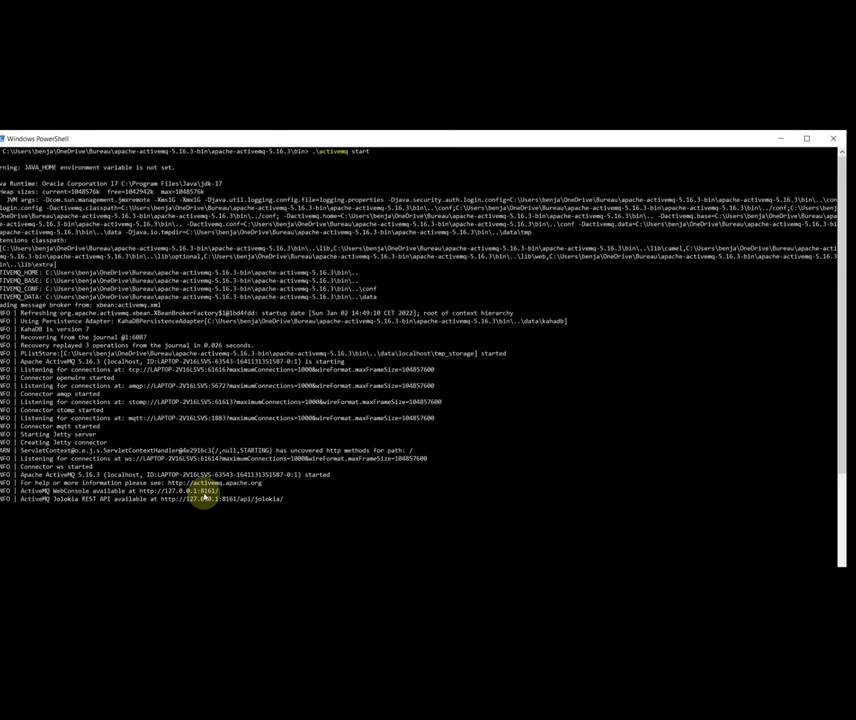 Windows PowerShell
C:\Users\benja\OneDrive\Bureau\apache-activemq-5.16.3-bin\apache-activemq-5.16.3\bin> .\activemq start
rning: JAVA_HOME environment variable is not set.
va Runtime: Oracle Corporation 17 C:\Program Files\Java\jdk-17
Heap sizes: current=1048576k  free=1042942k  max=1048576k
JVM args: -Dcom.sun.management.jmxremote -Xms1G -Xmx1G -Djava.util.logging.config.file=logging.properties -Djava.security.auth.login.config=C:\Users\benja\OneDrive\Bureau\apache-activemq-5.16.3-bin\apache-activemq-5.16.3\bin\..\con
login.config -Dactivemq.classpath=C:\Users\benja\OneDrive\Bureau\apache-activemq-5.16.3-bin\apache-activemq-5.16.3\bin\..\conf;C:\Users\benja\OneDrive\Bureau\apache-activemq-5.16.3-bin\apache-activemq-5.16.3\bin\../conf;C:\Users\benja
OneDrive\Bureau\apache-activemq-5.16.3-bin\apache-activemq-5.16.3\bin\../conf; -Dactivemq.home=C:\Users\benja\OneDrive\Bureau\apache-activemq-5.16.3-bin\apache-activemq-5.16.3\bin\.. -Dactivemq.base=C:\Users\benja\OneDrive\Bureau\apa
he-activemq-5.16.3-bin\apache-activemq-5.16.3\bin\.. -Dactivemq.conf=C:\Users\benja\OneDrive\Bureau\apache-activemq-5.16.3-bin\apache-activemq-5.16.3\bin\..\conf -Dactivemq.data=C:\Users\benja\OneDrive\Bureau\apache-activemq-5.16.3-bi
apache-activemq-5.16.3\bin\..\data -Djava.io.tmpdir=C:\Users\benja\OneDrive\Bureau\apache-activemq-5.16.3-bin\apache-activemq-5.16.3\bin\..\data\tmp
tensions classpath:
[C:\Users\benja\OneDrive\Bureau\apache-activemq-5.16.3-bin\apache-activemq-5.16.3\bin\..\lib,C:\Users\benja\OneDrive\Bureau\apache-activemq-5.16.3-bin\apache-activemq-5.16.3\bin\..\lib\camel,C:\Users\benja\OneDrive\Bureau\apache-acti
mq-5.16.3-bin\apache-activemq-5.16.3\bin\..\lib\optional,C:\Users\benja\OneDrive\Bureau\apache-activemq-5.16.3-bin\apache-activemq-5.16.3\bin\..\lib\web,C:\Users\benja\OneDrive\Bureau\apache-activemq-5.16.3-bin\apache-activemq-5.16.3\
in\..\lib\extra]
TIVEMQ_HOME: C:\Users\benja\OneDrive\Bureau\apache-activemq-5.16.3-bin\apache-activemq-5.16.3\bin\..
TIVEMQ_BASE: C:\Users\benja\OneDrive\Bureau\apache-activemq-5.16.3-bin\apache-activemq-5.16.3\bin\..
TIVEMQ_CONF: C:\Users\benja\OneDrive\Bureau\apache-activemq-5.16.3-bin\apache-activemq-5.16.3\bin\..\conf
TIVEMQ_DATA: C:\Users\benja\OneDrive\Bureau\apache-activemq-5.16.3-bin\apache-activemq-5.16.3\bin\..\data
ading message broker from: xbean:activemq.xml
NFO | Refreshing org.apache.activemq.xbean.XBeanBrokerFactory$1@1bd4fdd: startup date [Sun Jan 02 14:49:10 CET 2022]; root of context hierarchy
NFO | Using Persistence Adapter: KahaDBPersistenceAdapter[C:\Users\benja\OneDrive\Bureau\apache-activemq-5.16.3-bin\apache-activemq-5.16.3\bin\..\data\kahadb]
NFO | KahaDB is version 7
NFO | Recovering from the journal @1:6087
NFO | Recovery replayed 3 operations from the journal in 0.026 seconds.
NFO | PListStore:[C:\Users\benja\OneDrive\Bureau\apache-activemq-5.16.3-bin\apache-activemq-5.16.3\bin\..\data\localhost\tmp_storage] started
NFO | Apache ActiveMQ 5.16.3 (localhost, ID:LAPTOP-2V16LSVS-63543-1641131351587-0:1) is starting
NFO | Listening for connections at: tcp://LAPTOP-2V16LSVS:61616?maximumConnections=1000&wireFormat.maxFrameSize=104857600
NFO | Connector openwire started
NFO | Listening for connections at: amqp://LAPTOP-2V16LSVS:5672?maximumConnections=1000&wireFormat.maxFrameSize=104857600
NFO | Connector amqp started
NFO | Listening for connections at: stomp://LAPTOP-2V16LSVS:61613?maximumConnections=1000&wireFormat.maxFrameSize=104857600
NFO | Connector stomp started
NFO | Listening for connections at: mqtt://LAPTOP-2V16LSVS:1883?maximumConnections=1000&wireFormat.maxFrameSize=104857600
NFO | Connector mqtt started
NFO | Starting Jetty server
NFO | Creating Jetty connector
ARN | ServletContext@o.e.j.s.ServletContextHandler@4e2916c3{/,null,STARTING} has uncovered http methods for path: /
NFO | Listening for connections at ws://LAPTOP-2V16LSVS:61614?maximumConnections=1000&wireFormat.maxFrameSize=104857600
NFO | Connector ws started
NFO | Apache ActiveMQ 5.16.3 (localhost, ID:LAPTOP-2V16LSVS-63543-1641131351587-0:1) started
NFO | For help or more information please see: http://activemq.apache.org
NFO | ActiveMQ WebConsole available at http://127.0.0.1:8161/
NFO | ActiveMQ Jolokia REST API available at http://127.0.0.1:8161/api/jolokia/